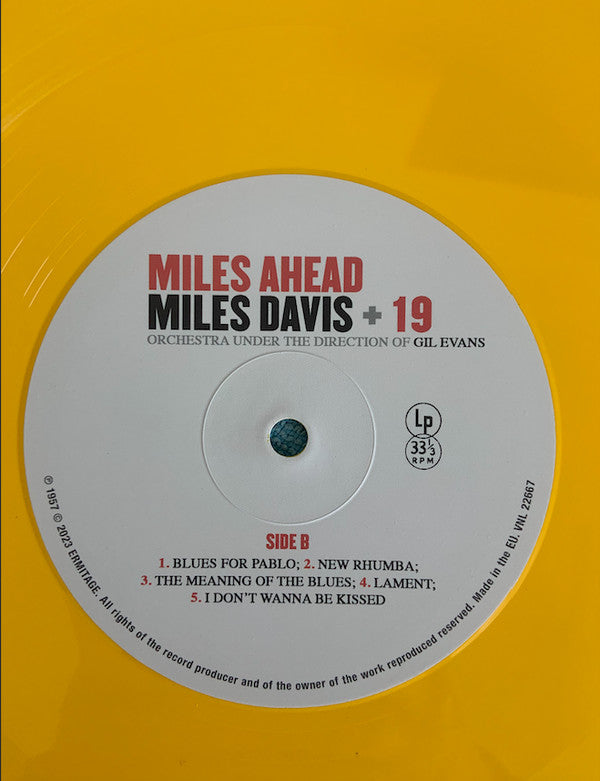 MILES AHEAD
MILES DAVIS + 19
ORCHESTRA UNDER THE DIRECTION OF GIL EVANS
Lp
33⅓
RPM
SIDE B
1. BLUES FOR PABLO; 2. NEW RHUMBA;
3. THE MEANING OF THE BLUES; 4. LAMENT;
5. I DON'T WANNA BE KISSED
℗ 1957 © 2023 ERMITAGE. All rights of the record producer and of the owner of the work reproduced reserved. Made in the EU. VNL 22667